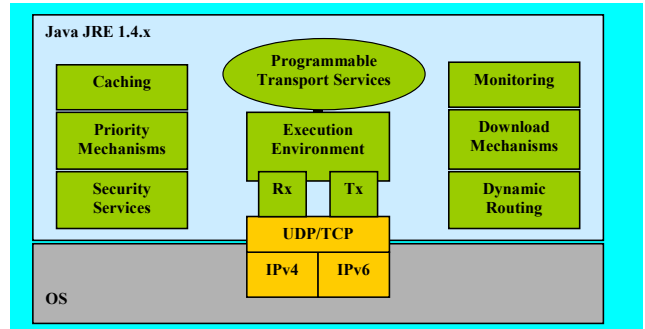 Java JRE 1.4.x
Caching
Priority
Mechanisms
Security
Services
Programmable
Transport Services
Execution
Environment
Rx
Tx
Monitoring
Download
Mechanisms
Dynamic
Routing
UDP/TCP
IPv4
IPv6
OS